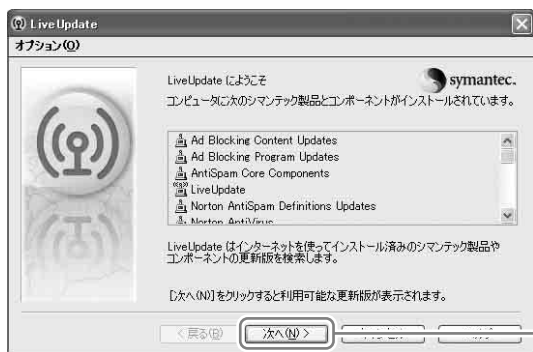 LiveUpdate
オプション(O)
LiveUpdate にようこそ
symantec.
コンピュータに次のシマンテック製品とコンポーネントがインストールされています。
Ad Blocking Content Updates
Ad Blocking Program Updates
AntiSpam Core Components
LiveUpdate
Norton AntiSpam Definitions Updates
Norton AntiVirus
LiveUpdate はインターネットを使ってインストール済みのシマンテック製品や
コンポーネントの更新版を検索します。
[次へ(N)]をクリックすると利用可能な更新版が表示されます。
< 戻る(B)
次へ(N) >